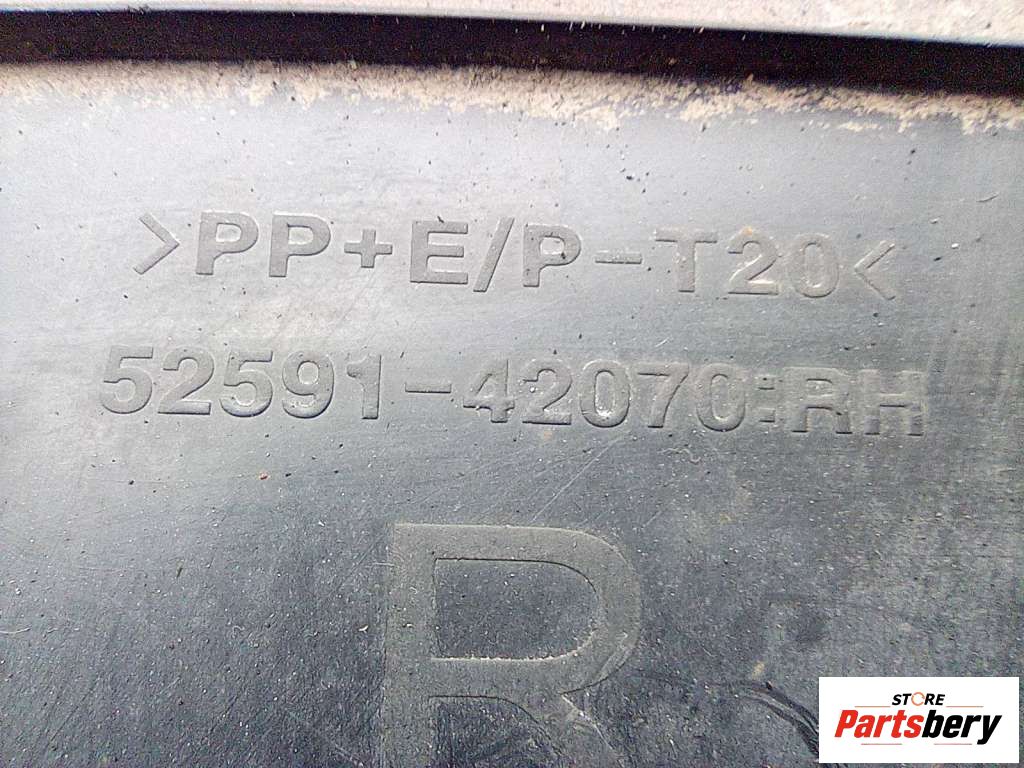 >PP+E/P-T20<
52591-42070:RH
R
STORE
Partsbery